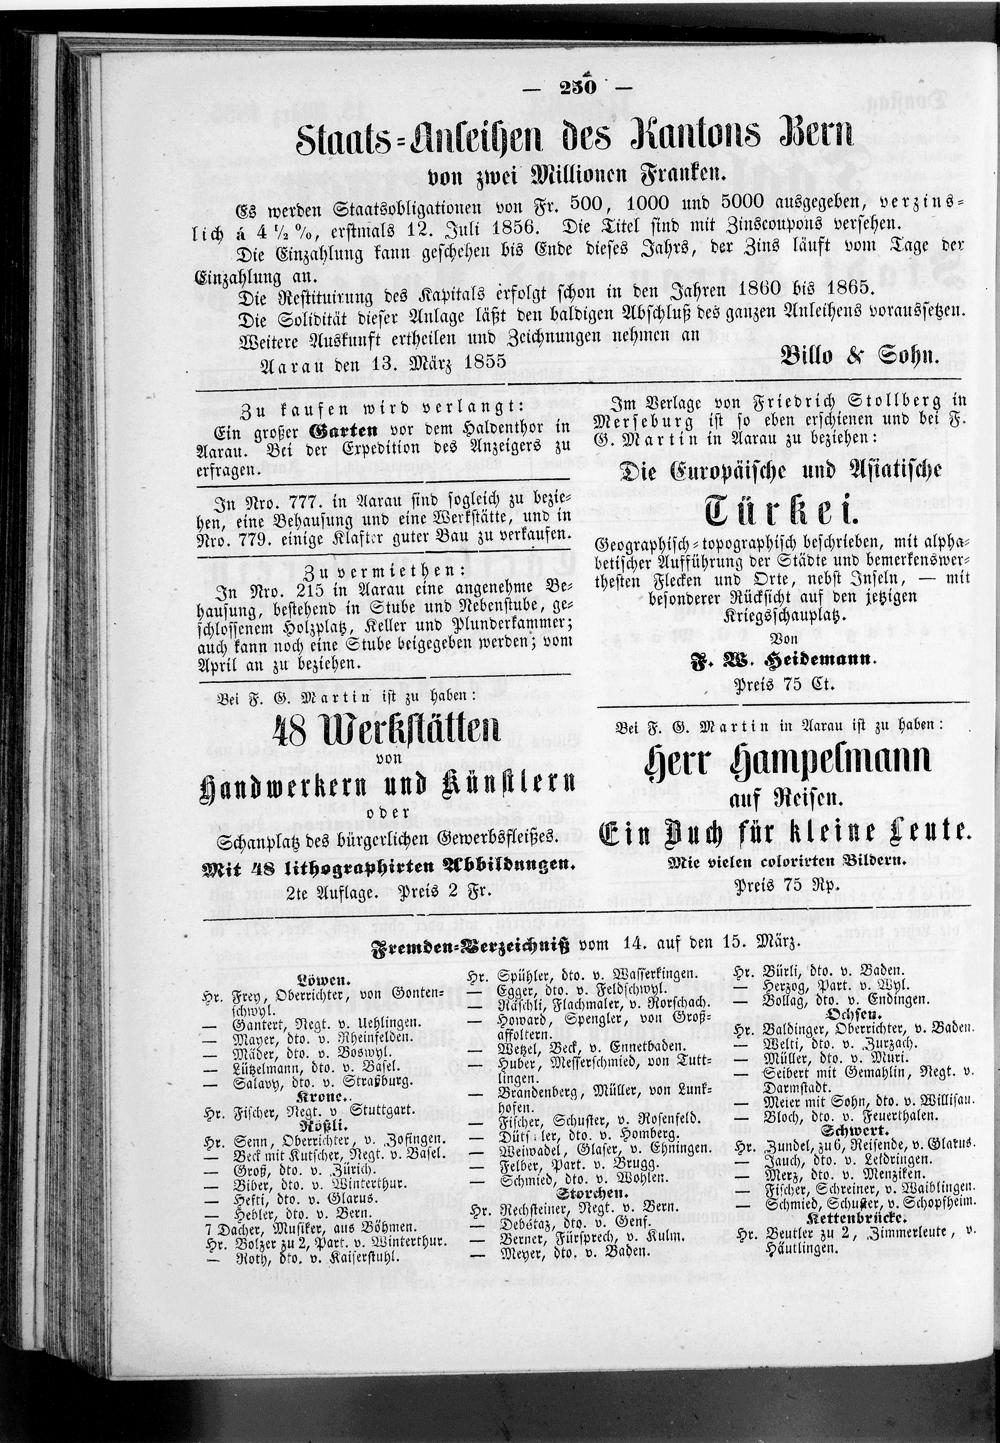 — 250 —
Staats=Anleihen des Kantons Bern
von zwei Millionen Franken.
Es werden Staatsobligationen von Fr. 500, 1000 und 5000 ausgegeben, verzins=
lich á 4 ½ %, erstmals 12. Juli 1856. Die Titel sind mit Zinscoupons versehen.
Die Einzahlung kann geschehen bis Ende dieses Jahrs, der Zins läuft vom Tage der
Einzahlung an.
Die Restituirung des Kapitals erfolgt schon in den Jahren 1860 bis 1865.
Die Solidität dieser Anlage läßt den baldigen Abschluß des ganzen Anleihens voraussetzen.
Weitere Auskunft ertheilen und Zeichnungen nehmen an
Aarau den 13. März 1855 Billo & Sohn.
Zu kaufen wird verlangt:
Ein großer Garten vor dem Haldenthor in
Aarau. Bei der Expedition des Anzeigers zu
erfragen.
In Nro. 777. in Aarau sind sogleich zu bezie=
hen, eine Behausung und eine Werkstätte, und in
Nro. 779. einige Klafter guter Bau zu verkaufen.
Zu vermiethen:
In Nro. 215 in Aarau eine angenehme Be=
hausung, bestehend in Stube und Nebenstube, ge=
schlossenem Holzplatz, Keller und Plunderkammer;
auch kann noch eine Stube beigegeben werden; vom
April an zu beziehen.
Bei F. G. Martin ist zu haben:
48 Werkstätten
von
Handwerkern und Künstlern
oder
Schauplatz des bürgerlichen Gewerbsfleißes.
Mit 48 lithographirten Abbildungen.
2te Auflage. Preis 2 Fr.
Im Verlage von Friedrich Stollberg in
Merseburg ist so eben erschienen und bei F.
G. Martin in Aarau zu beziehen:
Die Europäische und Asiatische
Türkei.
Geographisch=topographisch beschrieben, mit alpha=
betischer Aufführung der Städte und bemerkenswer=
thesten Flecken und Orte, nebst Inseln, — mit
besonderer Rücksicht auf den jetzigen
Kriegsschauplatz.
Von
F. W. Heidemann.
Preis 75 Ct.
Bei F. G. Martin in Aarau ist zu haben:
Herr Hampelmann
auf Reisen.
Ein Buch für kleine Leute.
Mie vielen colorirten Bildern.
Preis 75 Rp.
Fremden=Verzeichniß vom 14. auf den 15. März.
Löwen.
Hr. Frey, Oberrichter, von Gonten=
schwyl.
— Gantert, Negt. v. Uehlingen.
— Mayer, dto. v. Rheinfelden.
— Mäder, dto. v. Boswyl.
— Lützelmann, dto. v. Basel.
— Salavy, dto. v. Straßburg.
Krone.
Hr. Fischer, Negt. v Stuttgart.
Rößli.
Hr. Senn, Oberrichter, v. Zofingen.
— Beck mit Kutscher, Negt. v. Basel.
— Groß, dto. v. Zürich.
— Biber, dto. v. Winterthur.
— Hefti, dto. v. Glarus.
— Hebler, dto. v. Bern.
7 Dacher, Musiker, aus Böhmen.
Hr. Bolzer zu 2, Part. v. Winterthur.
— Roth, dto. v. Kaiserstuhl.
Hr. Spühler, dto. v. Wasserkingen.
— Egger, dto. v. Feldschwyl.
— Räschli, Flachmaler, v. Rorschach.
— Howard, Spengler, von Groß=
affoltern.
— Wetzel, Beck, v. Ennetbaden.
— Huber, Messerschmied, von Tutt=
lingen.
— Brandenberg, Müller, von Lunk=
hofen.
— Fischer, Schuster, v. Rosenfeld.
— dto. v. Homberg.
— Weiwadel, Glaser, v. Ehningen.
— Felber, Part. v. Brugg.
— Schmied, dto. v. Wohlen.
Storchen.
Hr. Rechsteiner, Negt. v. Bern.
— Debétaz, dto. v. Genf.
— Berner, Fürsprech, v. Kulm.
— Meyer, dto. v. Baden.
Hr. Bürli, dto. v. Baden.
— Herzog, Part. v. Wyl.
— Bollag, dto. v. Endingen.
Ochsen.
Hr. Baldinger, Oberrichter, v. Baden.
— Welti, dto. v. Zurzach.
— Müller, dto. v. Muri.
— Seibert mit Gemahlin, Negt. v.
Darmstadt.
— Meier mit Sohn, dto. v. Willisau.
— Bloch, dto. v. Feuerthalen.
Schwert.
Hr. Zundel, zu 6, Reisende, v. Glarus.
— Jauch, dto. v. Leldringen.
— Merz, dto. v. Menziken.
— Fischer, Schreiner, v. Waiblingen.
— Schmied, Schuster, v. Schopfheim.
Kettenbrücke.
Hr. Beutler zu 2, Zimmerleute, v.
Häutlingen.